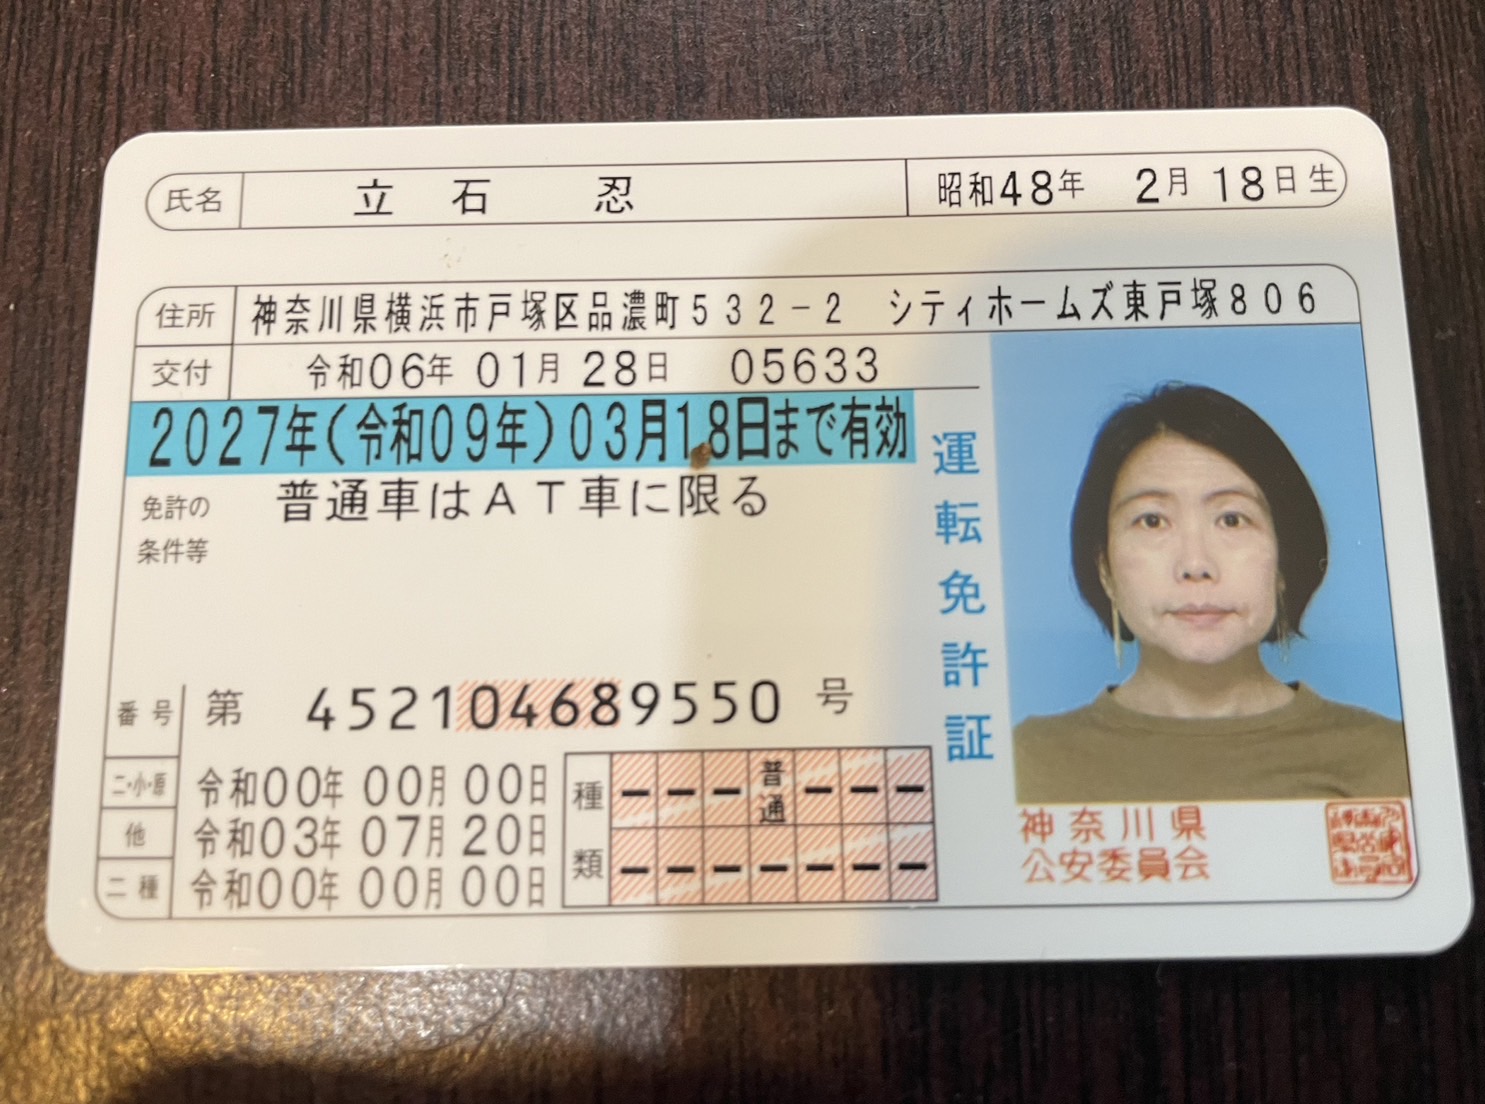 氏名 立石 忍 昭和48年 2月18日生
住所 神奈川県横浜市戸塚区品濃町532-2 シティホームズ東戸塚806
交付 令和06年 01月 28日 05633
2027年(令和09年)03月18日まで有効
免許の
条件等
普通車はAT車に限る
運転免許証
番号 第 452104689550 号
二・小・原 令和00年 00月 00日
他 令和03年 07月 20日
二種 令和00年 00月 00日
種類
普通
神奈川県
公安委員会